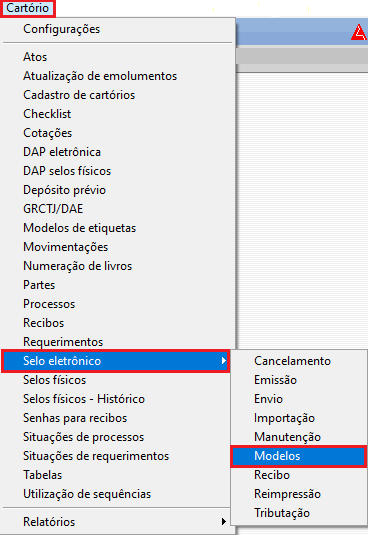 Cartório
Configurações
Atos
Atualização de emolumentos
Cadastro de cartórios
Checklist
Cotações
DAP eletrônica
DAP selos físicos
Depósito prévio
GRCTJ/DAE
Modelos de etiquetas
Movimentações
Numeração de livros
Partes
Processos
Recibos
Requerimentos
Selo eletrônico
Selos físicos
Selos físicos - Histórico
Senhas para recibos
Situações de processos
Situações de requerimentos
Tabelas
Utilização de sequências
Relatórios
Cancelamento
Emissão
Envio
Importação
Manutenção
Modelos
Recibo
Reimpressão
Tributação